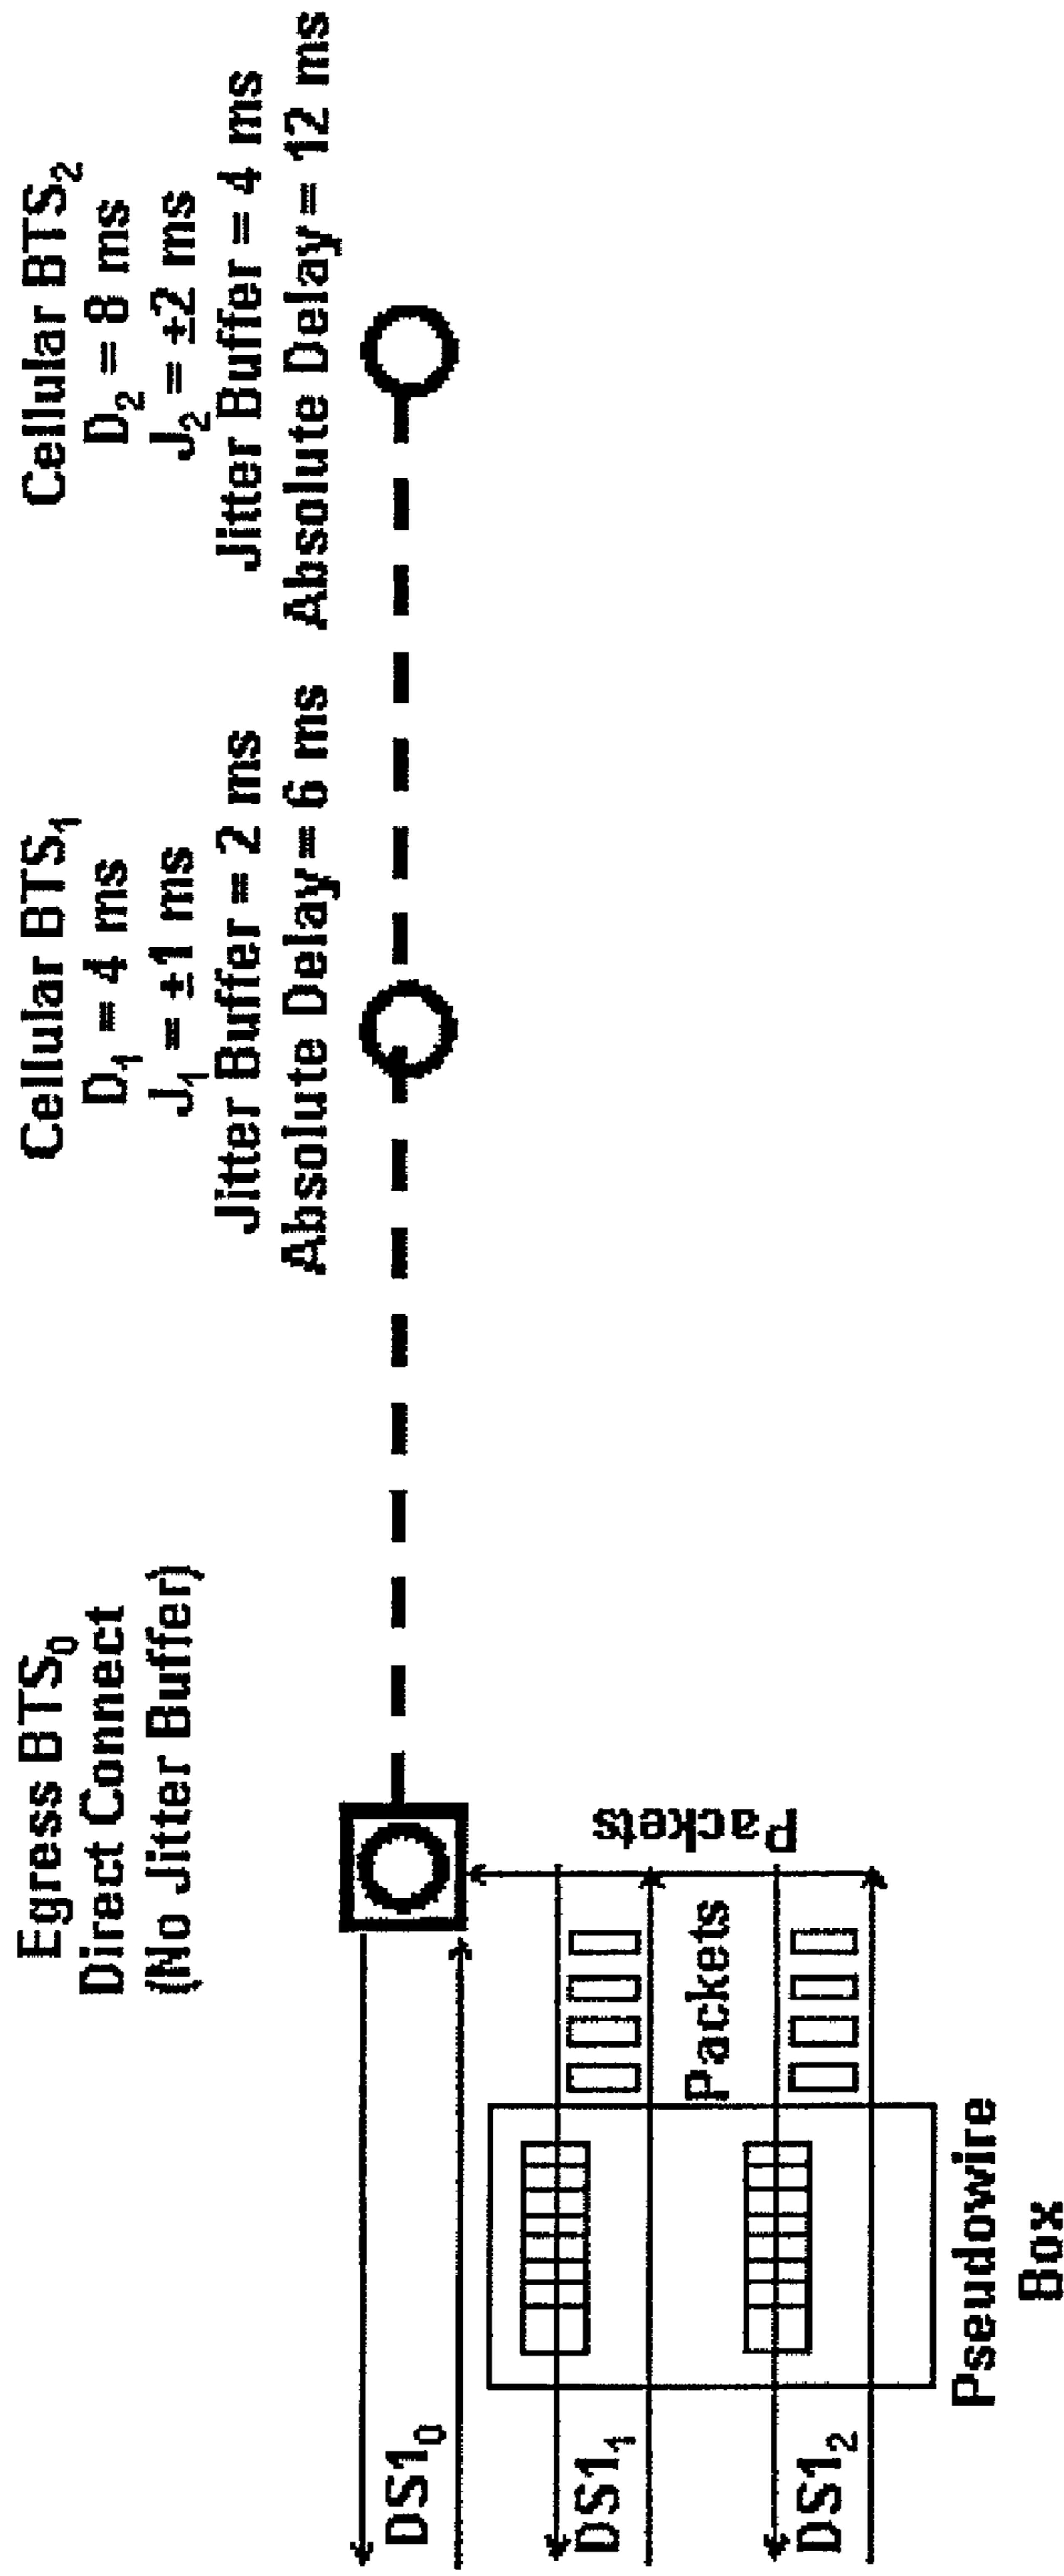 Egress BTS₀
Direct Connect
(No Jitter Buffer)
Cellular BTS₁
D₁ = 4 ms
J₁ = ±1 ms
Jitter Buffer = 2 ms
Absolute Delay = 6 ms
Cellular BTS₂
D₂ = 8 ms
J₂ = ±2 ms
Jitter Buffer = 4 ms
Absolute Delay = 12 ms
DS1₀
DS1₁
DS1₂
Packets
Packets
Pseudowire
Box